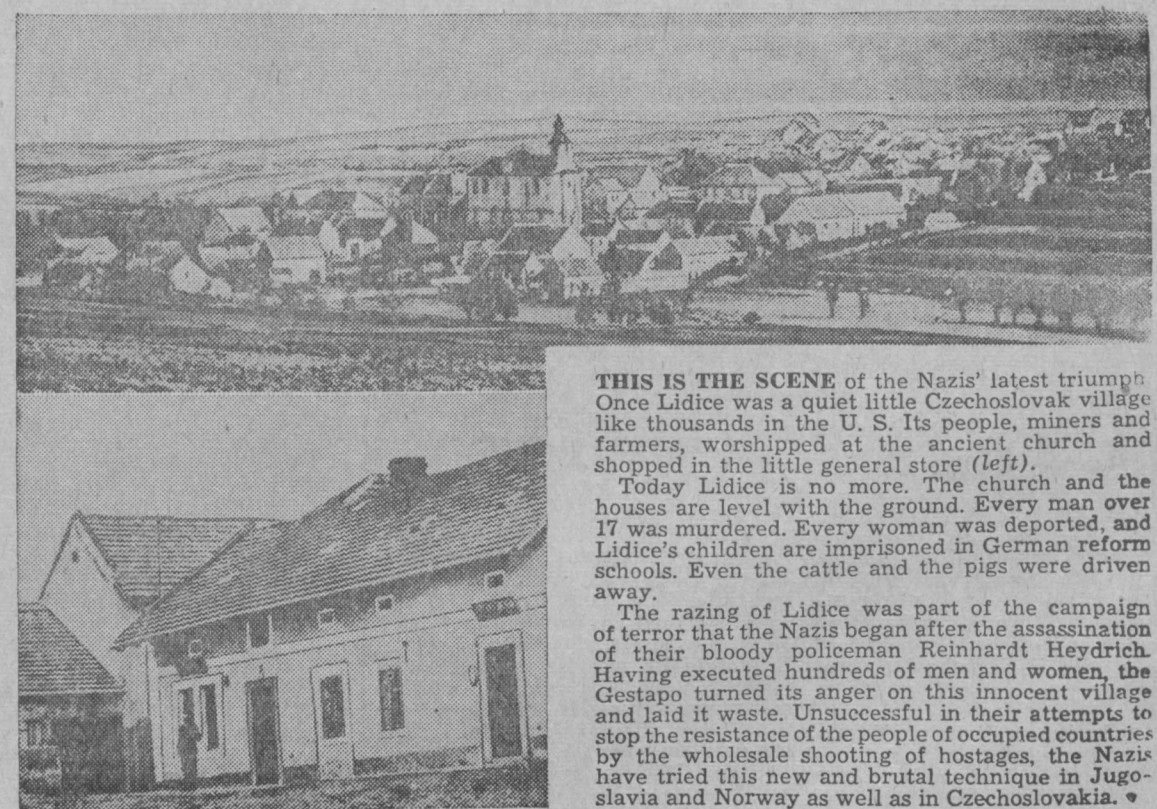 THIS IS THE SCENE of the Nazis' latest triumph
Once Lidice was a quiet little Czechoslovak village
like thousands in the U. S. Its people, miners and
farmers, worshipped at the ancient church and
shopped in the little general store (left).
Today Lidice is no more. The church and the
houses are level with the ground. Every man over
17 was murdered. Every woman was deported, and
Lidice's children are imprisoned in German reform
schools. Even the cattle and the pigs were driven
away.
The razing of Lidice was part of the campaign
of terror that the Nazis began after the assassination
of their bloody policeman Reinhardt Heydrich.
Having executed hundreds of men and women, the
Gestapo turned its anger on this innocent village
and laid it waste. Unsuccessful in their attempts to
stop the resistance of the people of occupied countries
by the wholesale shooting of hostages, the Nazis
have tried this new and brutal technique in Jugo-
slavia and Norway as well as in Czechoslovakia.